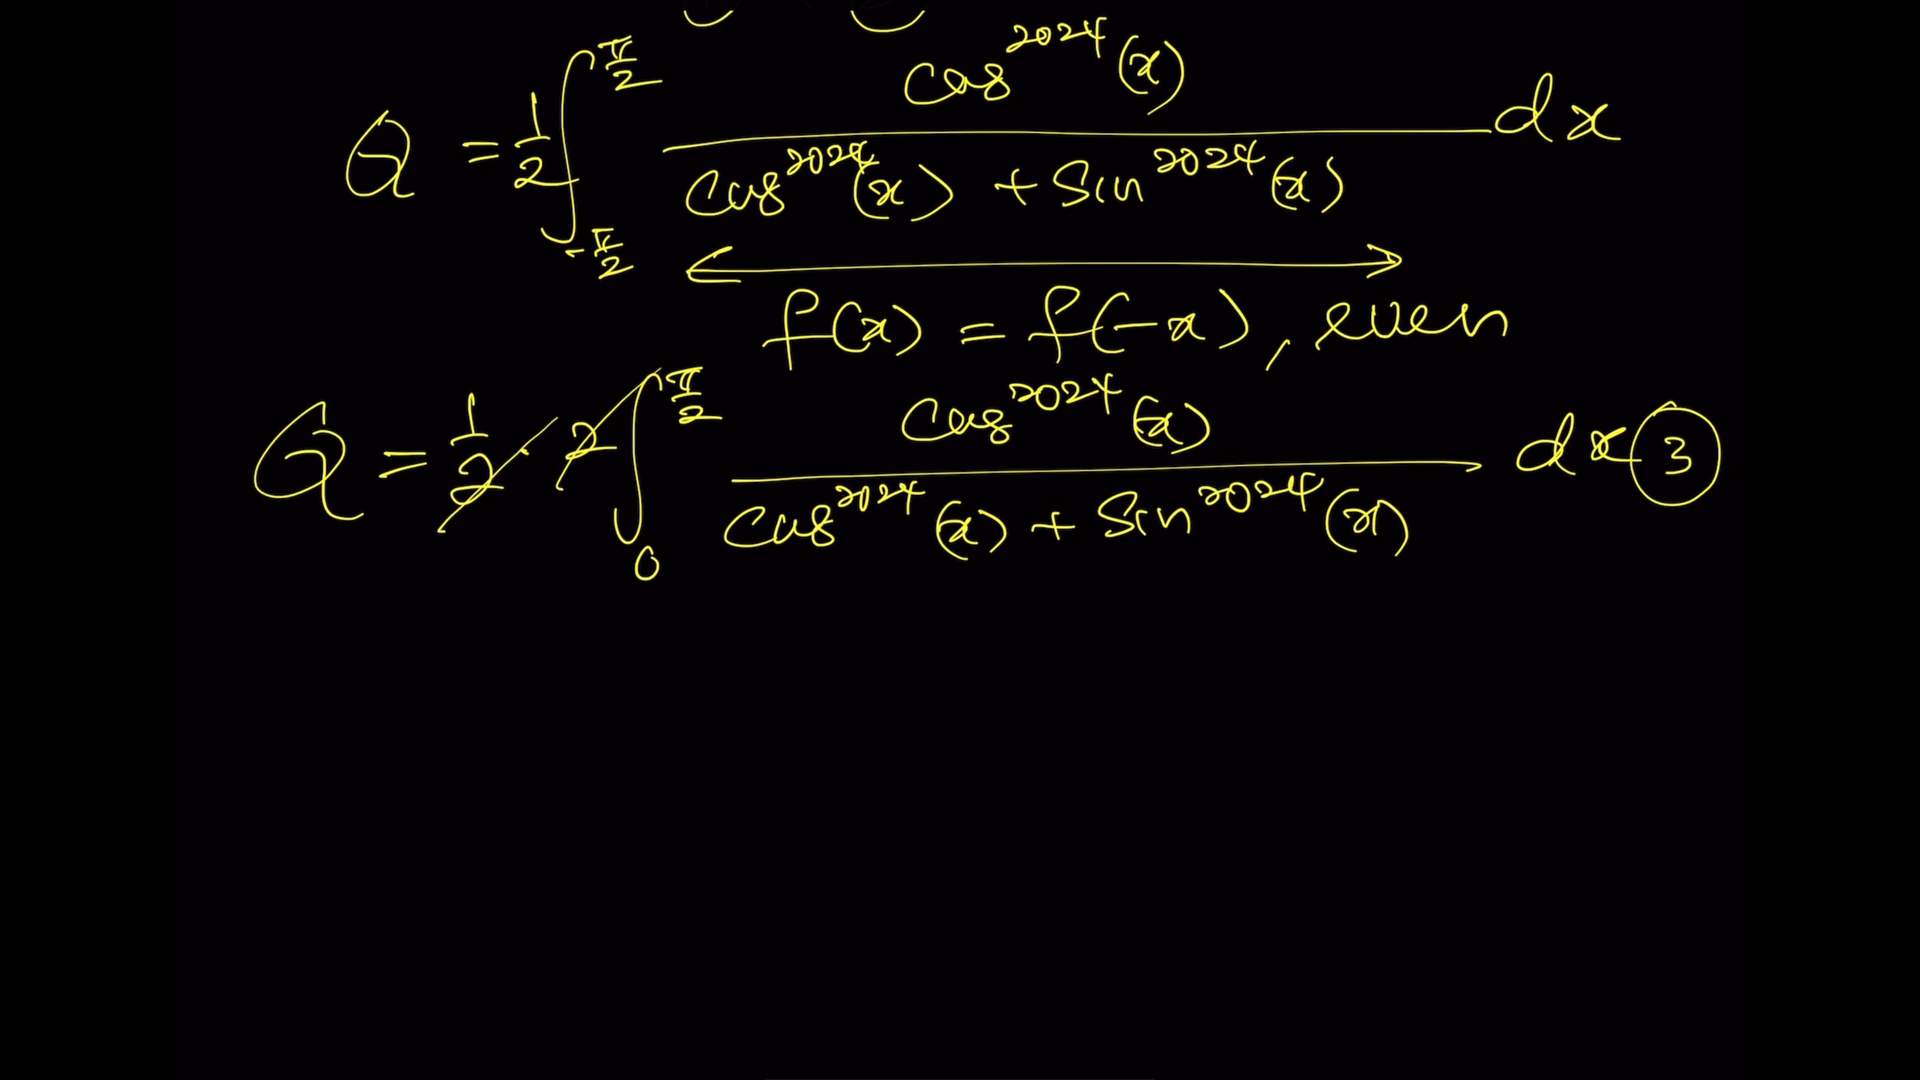 Q = 1/2 ∫_{-π/2}^{π/2} cos^2024(x) / (cos^2024(x) + sin^2024(x)) dx
f(x) = f(-x), even
Q = 1/2 · 2 ∫_0^{π/2} cos^2024(x) / (cos^2024(x) + sin^2024(x)) dx ③